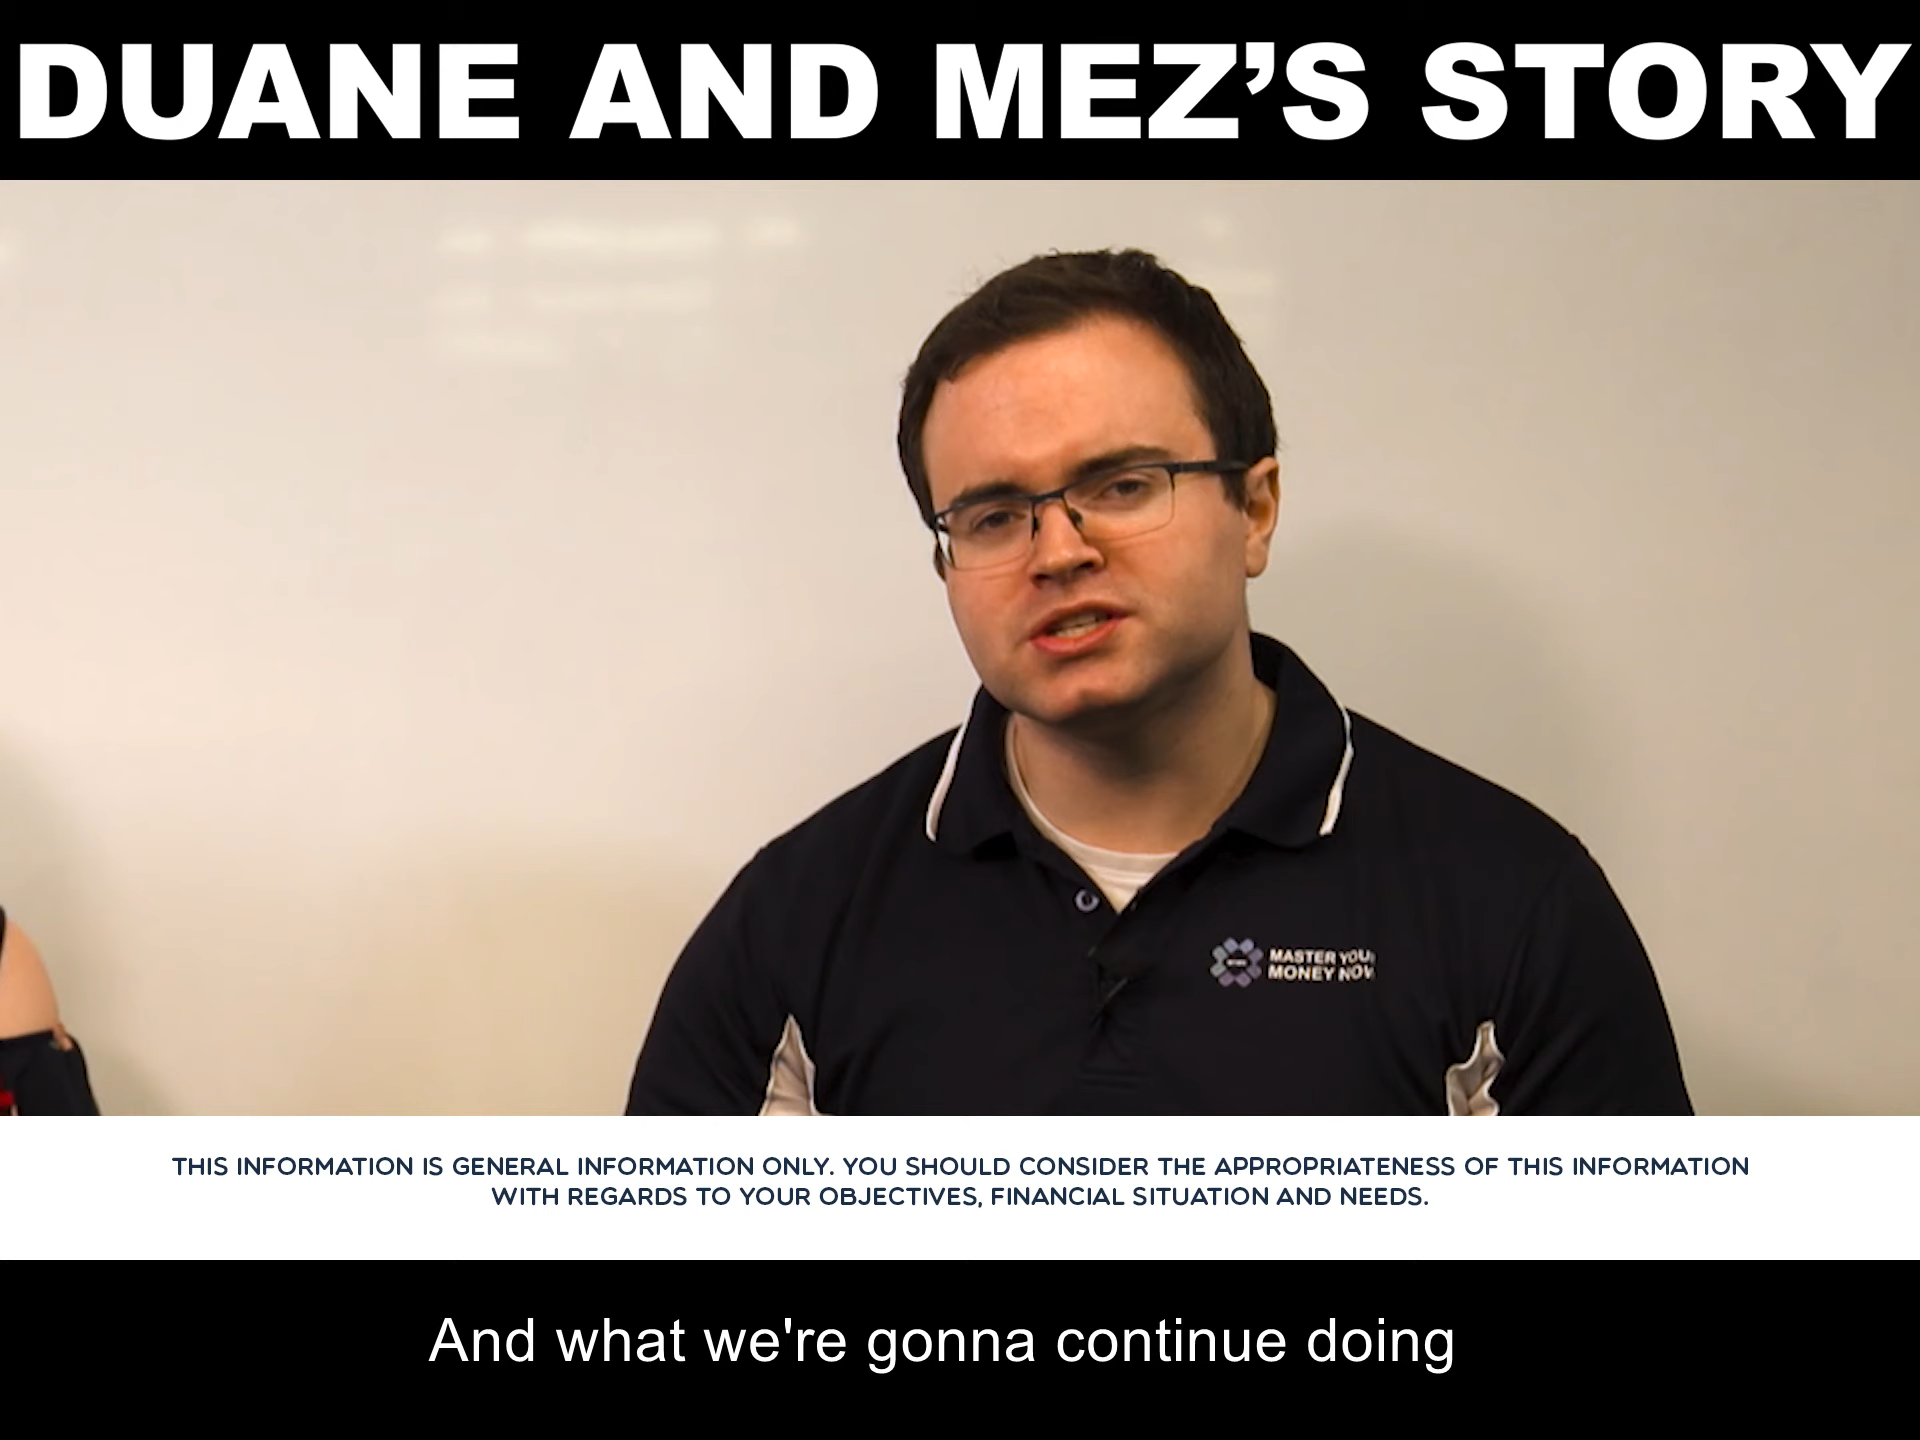 DUANE AND MEZ’S STORY
MASTER YOU
MONEY NOW
THIS INFORMATION IS GENERAL INFORMATION ONLY. YOU SHOULD CONSIDER THE APPROPRIATENESS OF THIS INFORMATION
WITH REGARDS TO YOUR OBJECTIVES, FINANCIAL SITUATION AND NEEDS.
And what we're gonna continue doing